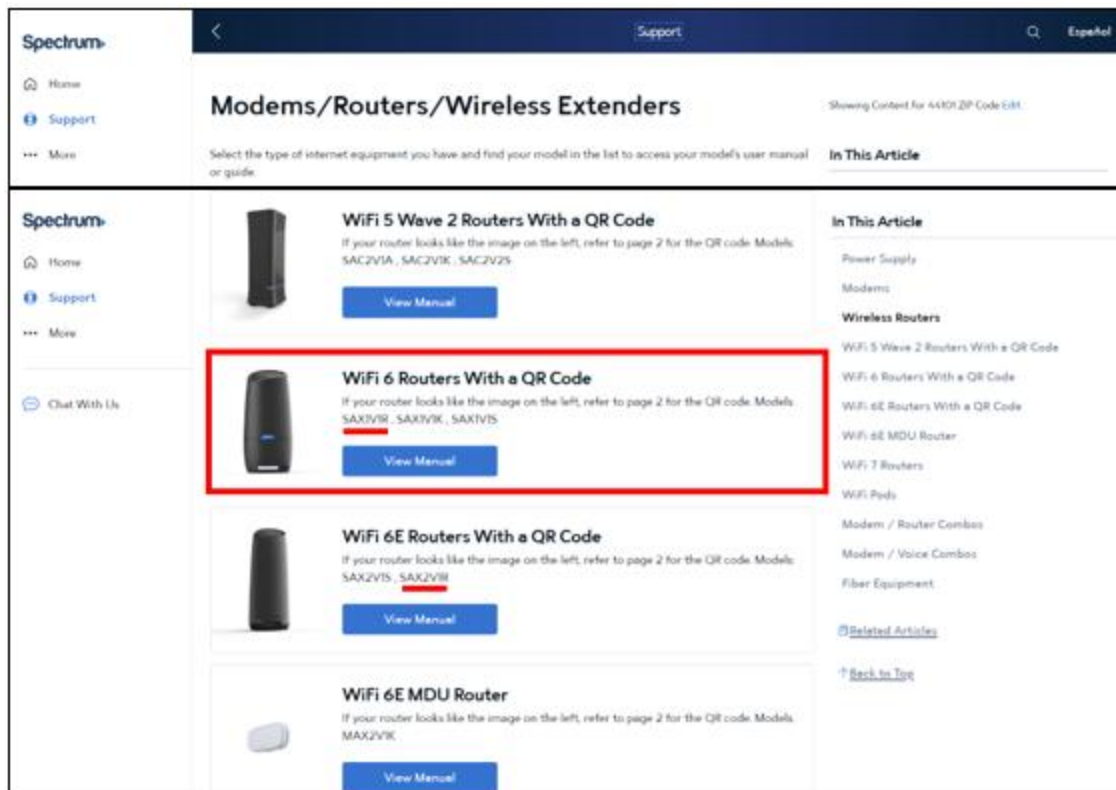 Spectrum
Support
Español
Home
Support
More
Modems/Routers/Wireless Extenders
Select the type of internet equipment you have and find your model in the list to access your model's user manual
or guide.
Showing Content for 44101 ZIP Code Edit
In This Article
Spectrum
Home
Support
More
Chat With Us
WiFi 5 Wave 2 Routers With a QR Code
If your router looks like the image on the left, refer to page 2 for the QR code. Models:
SAC2V1A , SAC2V1K , SAC2V2S
View Manual
WiFi 6 Routers With a QR Code
If your router looks like the image on the left, refer to page 2 for the QR code. Models:
SAX1V1R , SAX1V1K , SAX1V1S
View Manual
WiFi 6E Routers With a QR Code
If your router looks like the image on the left, refer to page 2 for the QR code. Models:
SAX2V1S , SAX2V1R
View Manual
WiFi 6E MDU Router
If your router looks like the image on the left, refer to page 2 for the QR code. Models:
MAX2V1K
View Manual
In This Article
Power Supply
Modems
Wireless Routers
WiFi 5 Wave 2 Routers With a QR Code
WiFi 6 Routers With a QR Code
WiFi 6E Routers With a QR Code
WiFi 6E MDU Router
WiFi 7 Routers
WiFi Pods
Modem / Router Combos
Modem / Voice Combos
Fiber Equipment
Related Articles
Back to Top